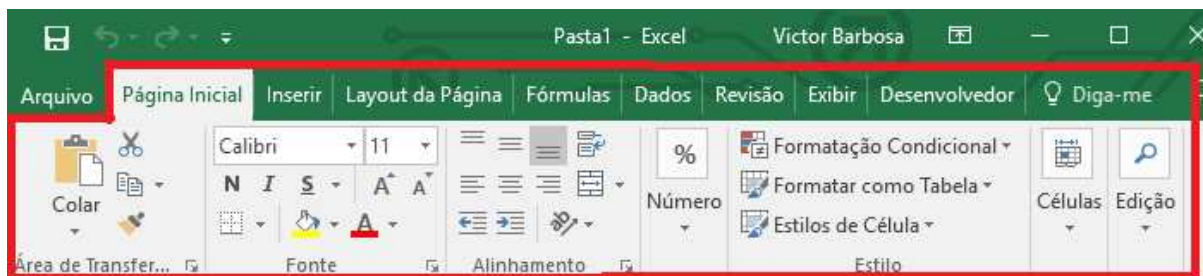 Pasta1 - Excel Victor Barbosa
Arquivo Página Inicial Inserir Layout da Página Fórmulas Dados Revisão Exibir Desenvolvedor Diga-me
Calibri 11 % Formatação Condicional
N I S A A Formatar como Tabela
Colar Número Células Edição
A Estilos de Célula
Área de Transfer... Fonte Alinhamento Estilo